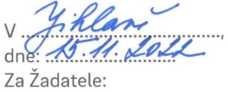 V Jihlavě,
dne: 15.11.2022
Za Žadatele: